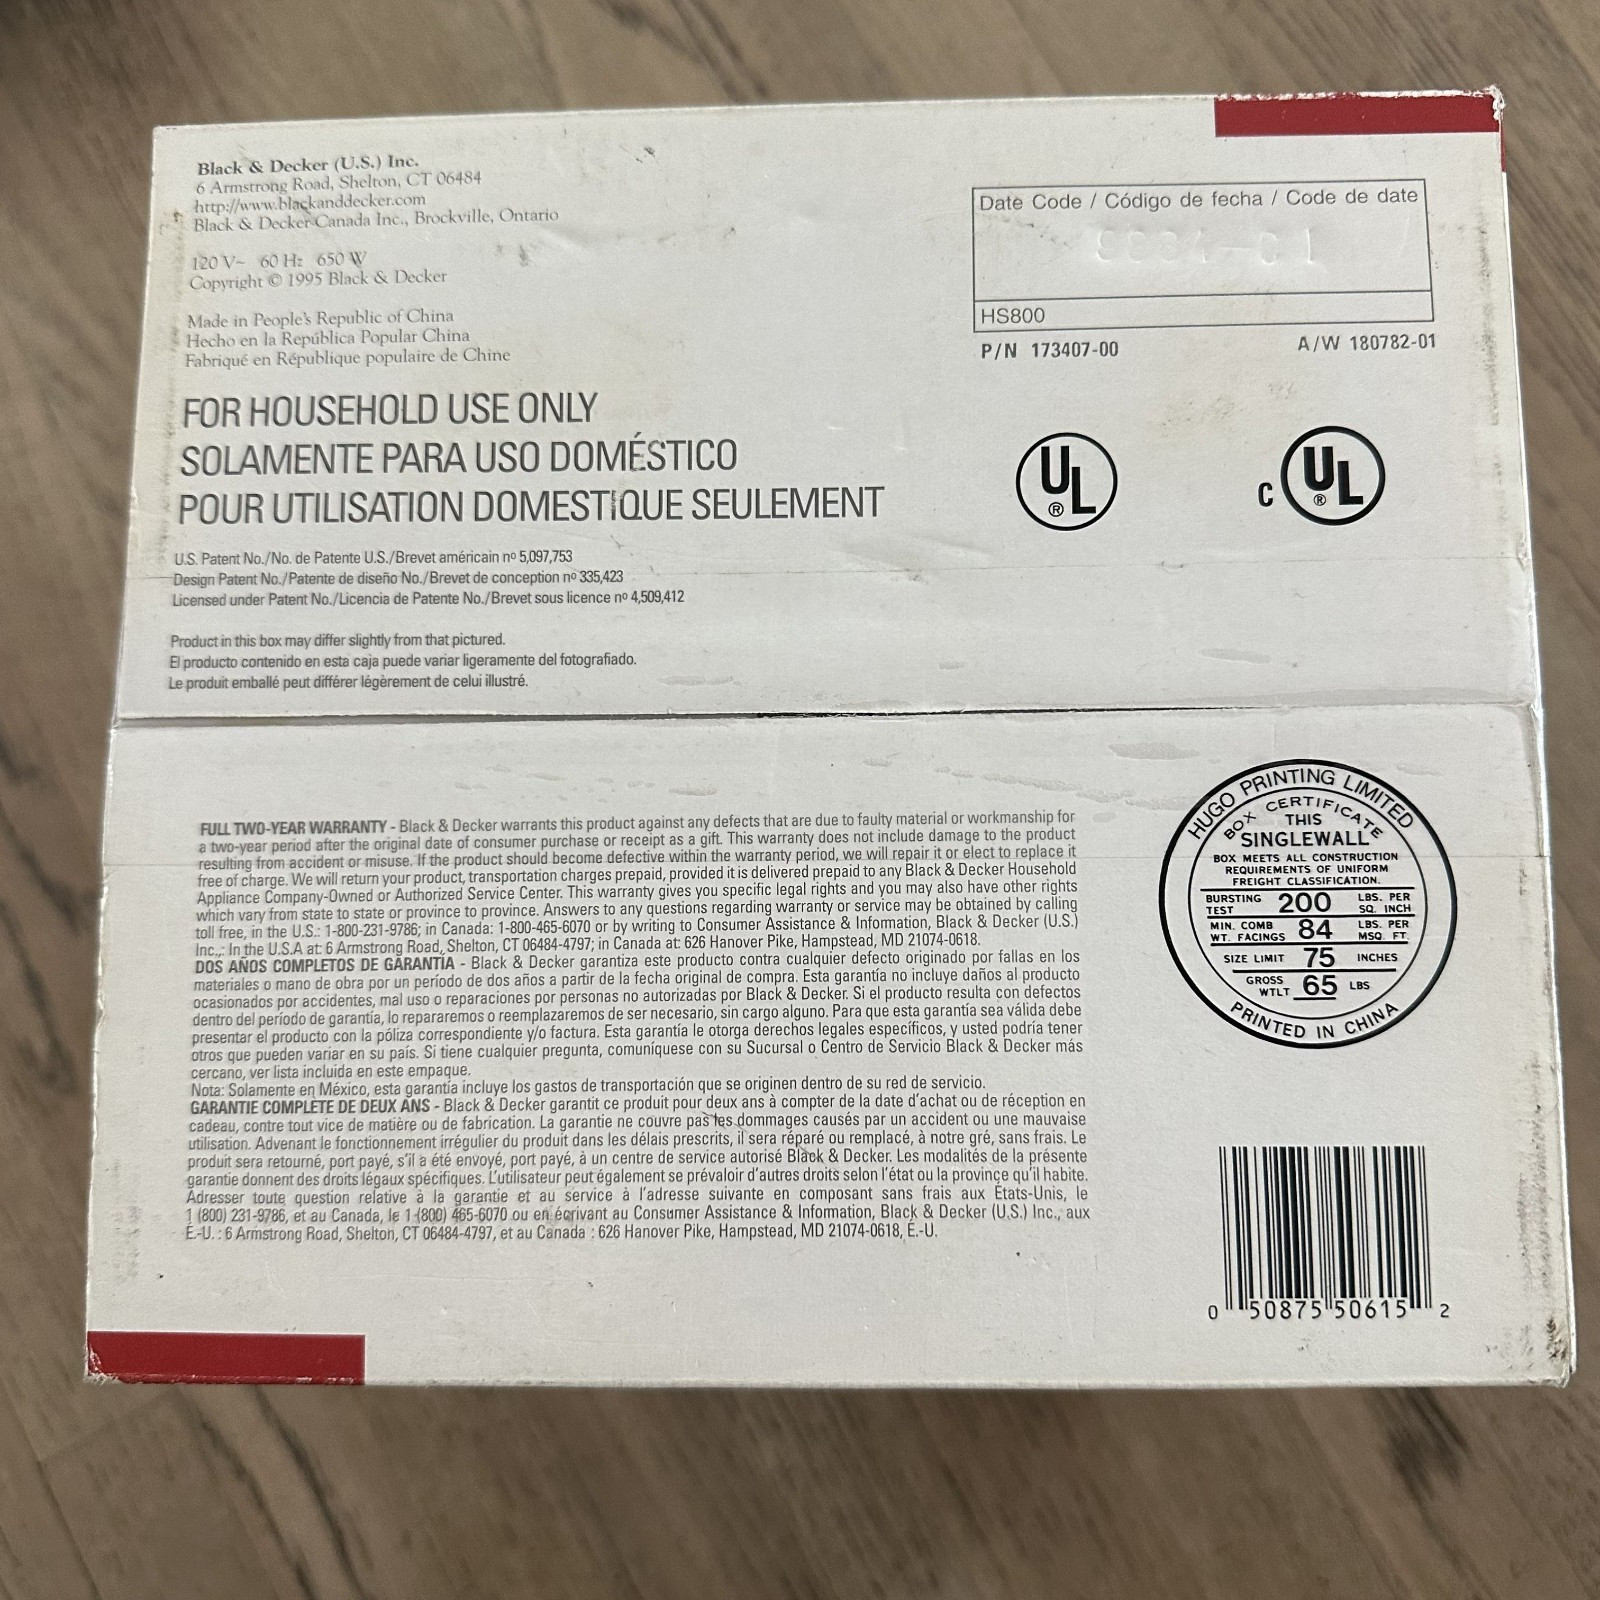 Black & Decker (U.S.) Inc.
6 Armstrong Road, Shelton, CT 06484
http://www.blackanddecker.com
Black & Decker Canada Inc., Brockville, Ontario
120 V~ 60 Hz 650 W
Copyright © 1995 Black & Decker
Made in People's Republic of China
Hecho en la República Popular China
Fabriqué en République populaire de Chine
FOR HOUSEHOLD USE ONLY
SOLAMENTE PARA USO DOMÉSTICO
POUR UTILISATION DOMESTIQUE SEULEMENT
U.S. Patent No./No. de Patente U.S./Brevet américain nº 5,097,753
Design Patent No./Patente de diseño No./Brevet de conception nº 335,423
Licensed under Patent No./Licencia de Patente No./Brevet sous licence nº 4,509,412
Product in this box may differ slightly from that pictured.
El producto contenido en esta caja puede variar ligeramente del fotografiado.
Le produit emballé peut différer légèrement de celui illustré.
Date Code / Código de fecha / Code de date
HS800
P/N 173407-00
A/W 180782-01
UL®
C UL®
FULL TWO-YEAR WARRANTY - Black & Decker warrants this product against any defects that are due to faulty material or workmanship for
a two-year period after the original date of consumer purchase or receipt as a gift. This warranty does not include damage to the product
resulting from accident or misuse. If the product should become defective within the warranty period, we will repair it or elect to replace it
free of charge. We will return your product, transportation charges prepaid, provided it is delivered prepaid to any Black & Decker Household
Appliance Company-Owned or Authorized Service Center. This warranty gives you specific legal rights and you may also have other rights
which vary from state to state or province to province. Answers to any questions regarding warranty or service may be obtained by calling
toll free, in the U.S.: 1-800-231-9786; in Canada: 1-800-465-6070 or by writing to Consumer Assistance & Information, Black & Decker (U.S.)
Inc.,: In the U.S.A at: 6 Armstrong Road, Shelton, CT 06484-4797; in Canada at: 626 Hanover Pike, Hampstead, MD 21074-0618.
DOS AÑOS COMPLETOS DE GARANTÍA - Black & Decker garantiza este producto contra cualquier defecto originado por fallas en los
materiales o mano de obra por un período de dos años a partir de la fecha original de compra. Esta garantía no incluye daños al producto
ocasionados por accidentes, mal uso o reparaciones por personas no autorizadas por Black & Decker. Si el producto resulta con defectos
dentro del período de garantía, lo repararemos o reemplazaremos de ser necesario, sin cargo alguno. Para que esta garantía sea válida debe
presentar el producto con la póliza correspondiente y/o factura. Esta garantía le otorga derechos legales específicos, y usted podría tener
otros que pueden variar en su país. Si tiene cualquier pregunta, comuníquese con su Sucursal o Centro de Servicio Black & Decker más
cercano, ver lista incluida en este empaque.
Nota: Solamente en México, esta garantía incluye los gastos de transportación que se originen dentro de su red de servicio.
GARANTIE COMPLÈTE DE DEUX ANS - Black & Decker garantit ce produit pour deux ans à compter de la date d'achat ou de réception en
cadeau, contre tout vice de matière ou de fabrication. La garantie ne couvre pas les dommages causés par un accident ou une mauvaise
utilisation. Advenant le fonctionnement irrégulier du produit dans les délais prescrits, il sera réparé ou remplacé, à notre gré, sans frais. Le
produit sera retourné, port payé, s'il a été envoyé, port payé, à un centre de service autorisé Black & Decker. Les modalités de la présente
garantie donnent des droits légaux spécifiques. L'utilisateur peut également se prévaloir d'autres droits selon l'état ou la province qu'il habite.
Adresser toute question relative à la garantie et au service à l'adresse suivante en composant sans frais aux États-Unis, le
1 (800) 231-9786, et au Canada, le 1 (800) 465-6070 ou en écrivant au Consumer Assistance & Information, Black & Decker (U.S.) Inc., aux
É.-U. : 6 Armstrong Road, Shelton, CT 06484-4797, et au Canada : 626 Hanover Pike, Hampstead, MD 21074-0618, É.-U.
HUGO PRINTING LIMITED
BOX CERTIFICATE
THIS
SINGLEWALL
BOX MEETS ALL CONSTRUCTION
REQUIREMENTS OF UNIFORM
FREIGHT CLASSIFICATION.
BURSTING TEST 200 LBS. PER SQ. INCH
MIN. COMB WT. FACINGS 84 LBS. PER MSQ. FT.
SIZE LIMIT 75 INCHES
GROSS WTLT 65 LBS
PRINTED IN CHINA
0 50875 50615 2